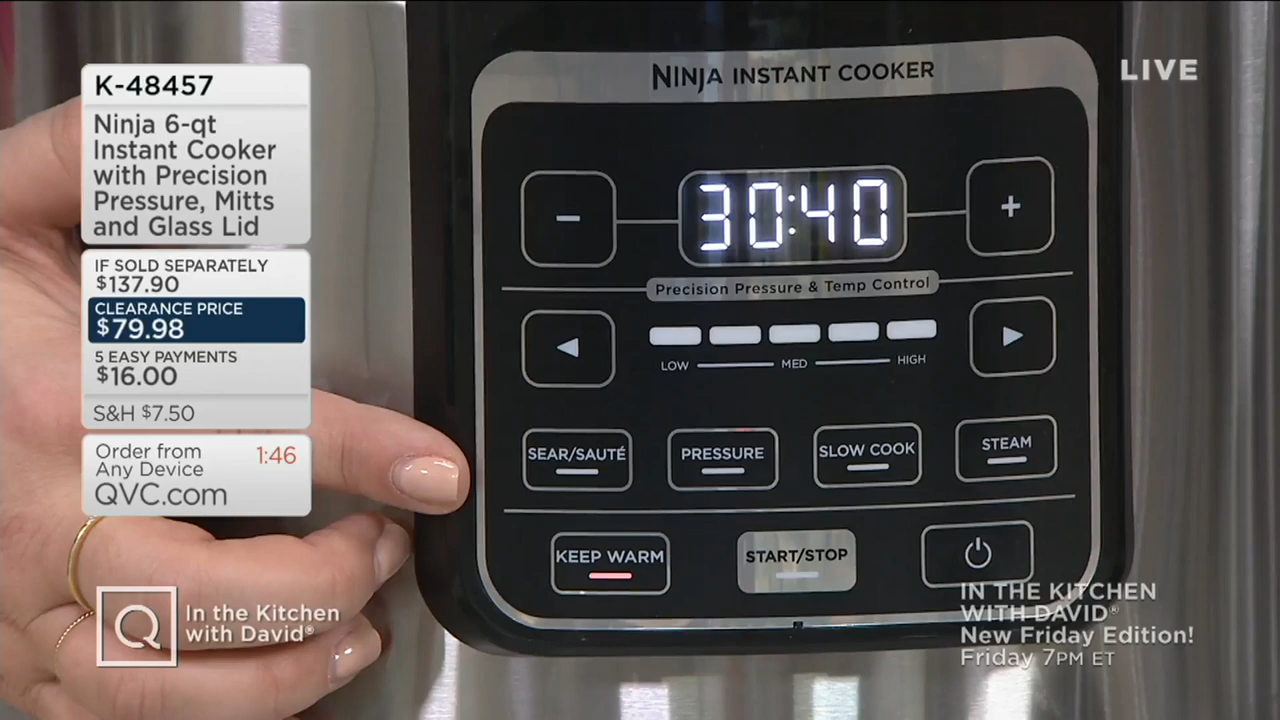 K-48457
Ninja 6-qt
Instant Cooker
with Precision
Pressure, Mitts
and Glass Lid
IF SOLD SEPARATELY
$137.90
CLEARANCE PRICE
$79.98
5 EASY PAYMENTS
$16.00
S&H $7.50
Order from
Any Device
1:46
QVC.com
Q
In the Kitchen
with David®
LIVE
NINJA INSTANT COOKER
−
30:40
+
Precision Pressure & Temp Control
LOW MED HIGH
SEAR/SAUTÉ PRESSURE SLOW COOK STEAM
KEEP WARM START/STOP
IN THE KITCHEN
WITH DAVID®
New Friday Edition!
Friday 7PM ET